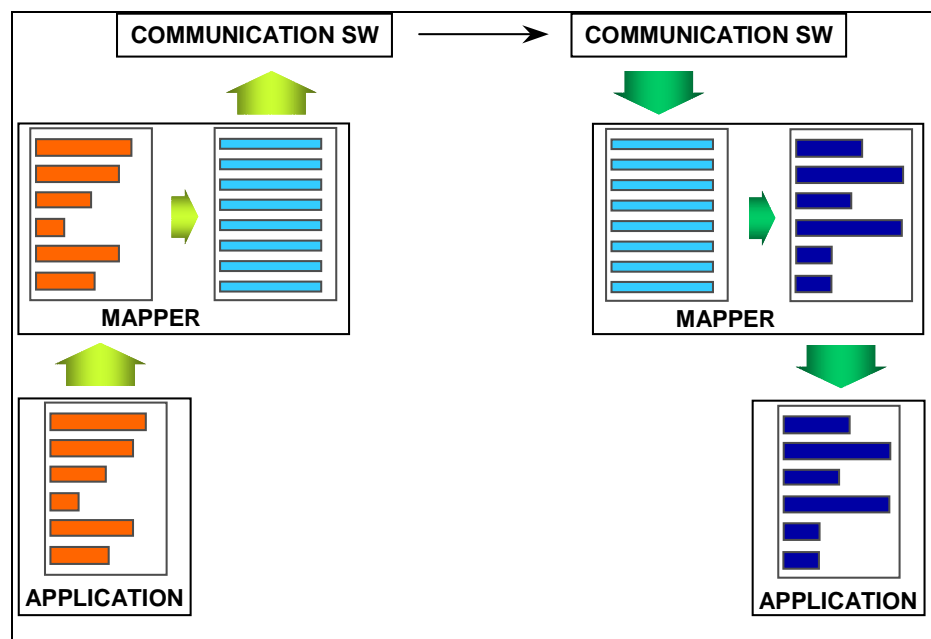 COMMUNICATION SW
COMMUNICATION SW
MAPPER
MAPPER
APPLICATION
APPLICATION